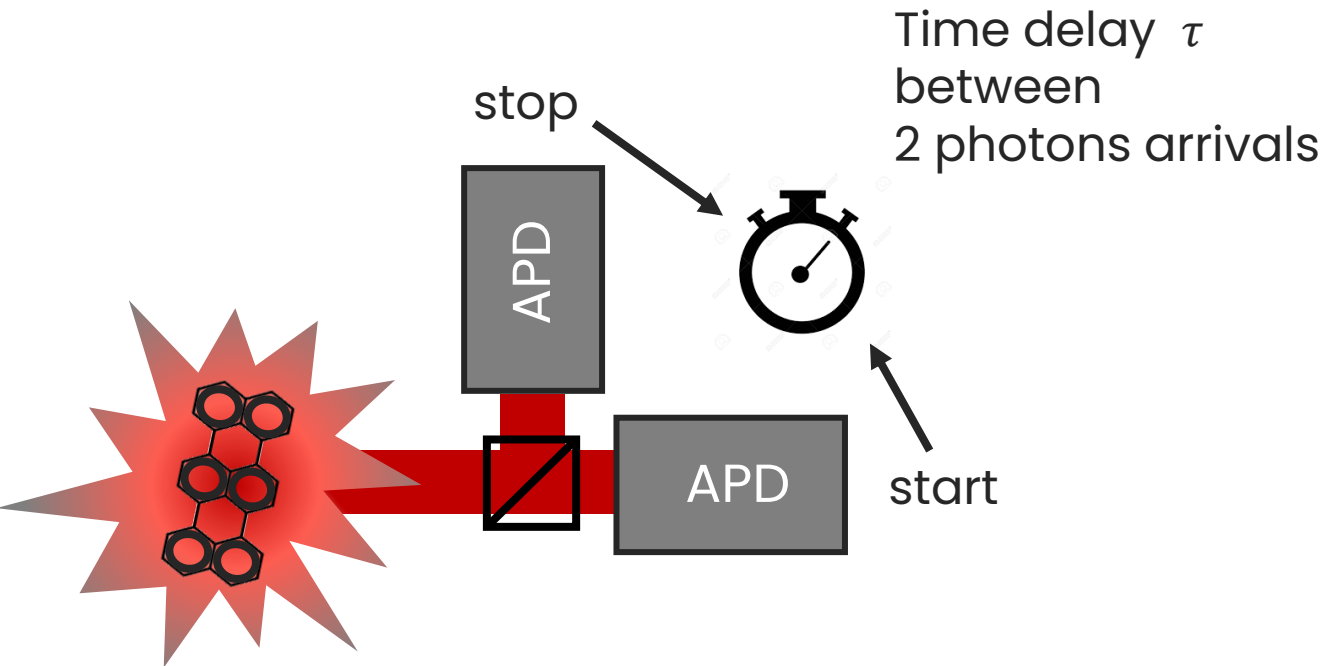 Time delay τ
between
2 photons arrivals
stop
APD
APD
start